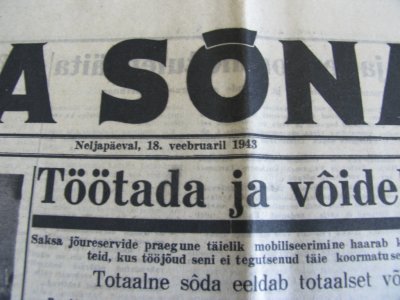 A SÕNA
Neljapäeval, 18. veebruaril 1943
Töötada ja võidel
Saksa jõureservide praegune täielik mobiliseerimine haarab k
teid, kus tööjõud seni ei tegutsenud täie koormatuse
Totaalne sõda eeldab totaalset võ